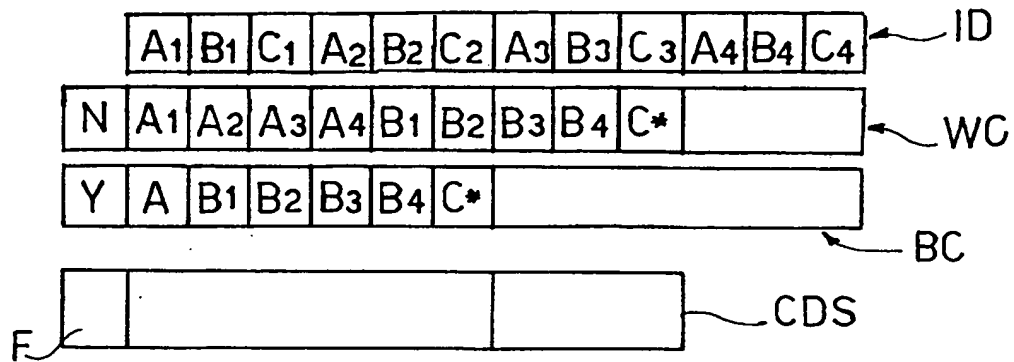 A1 B1 C1 A2 B2 C2 A3 B3 C3 A4 B4 C4 ID
N A1 A2 A3 A4 B1 B2 B3 B4 C* WC
Y A B1 B2 B3 B4 C* BC
F CDS